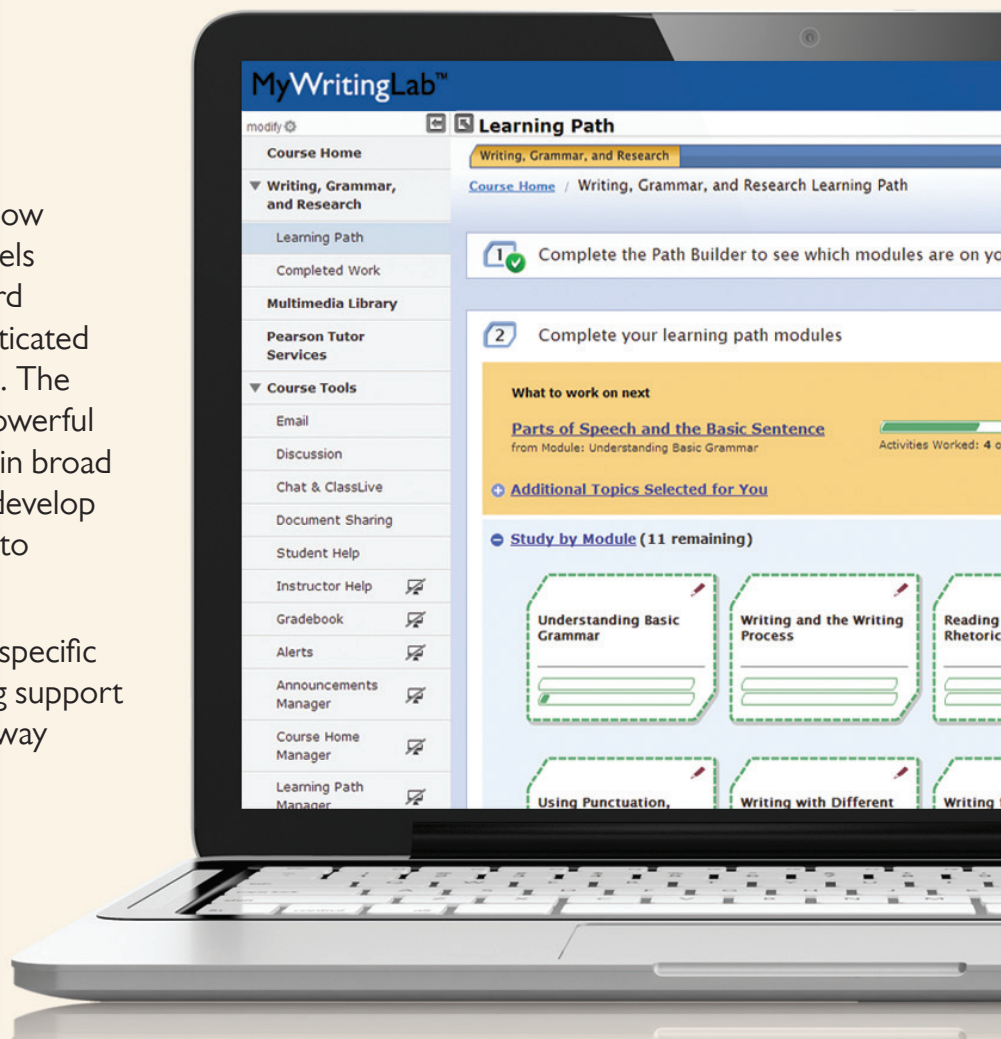 MyWritingLab™
modify
Course Home
Writing, Grammar,
and Research
Learning Path
Completed Work
Multimedia Library
Pearson Tutor
Services
Course Tools
Email
Discussion
Chat & ClassLive
Document Sharing
Student Help
Instructor Help
Gradebook
Alerts
Announcements
Manager
Course Home
Manager
Learning Path
Manager
Learning Path
Writing, Grammar, and Research
Course Home / Writing, Grammar, and Research Learning Path
1 Complete the Path Builder to see which modules are on yo
2 Complete your learning path modules
What to work on next
Parts of Speech and the Basic Sentence
from Module: Understanding Basic Grammar
Activities Worked: 4 o
Additional Topics Selected for You
Study by Module (11 remaining)
Understanding Basic
Grammar
Writing and the Writing
Process
Reading
Rhetoric
Using Punctuation,
Writing with Different
Writing
ow
els
rd
ticated
. The
owerful
in broad
develop
to
specific
g support
way